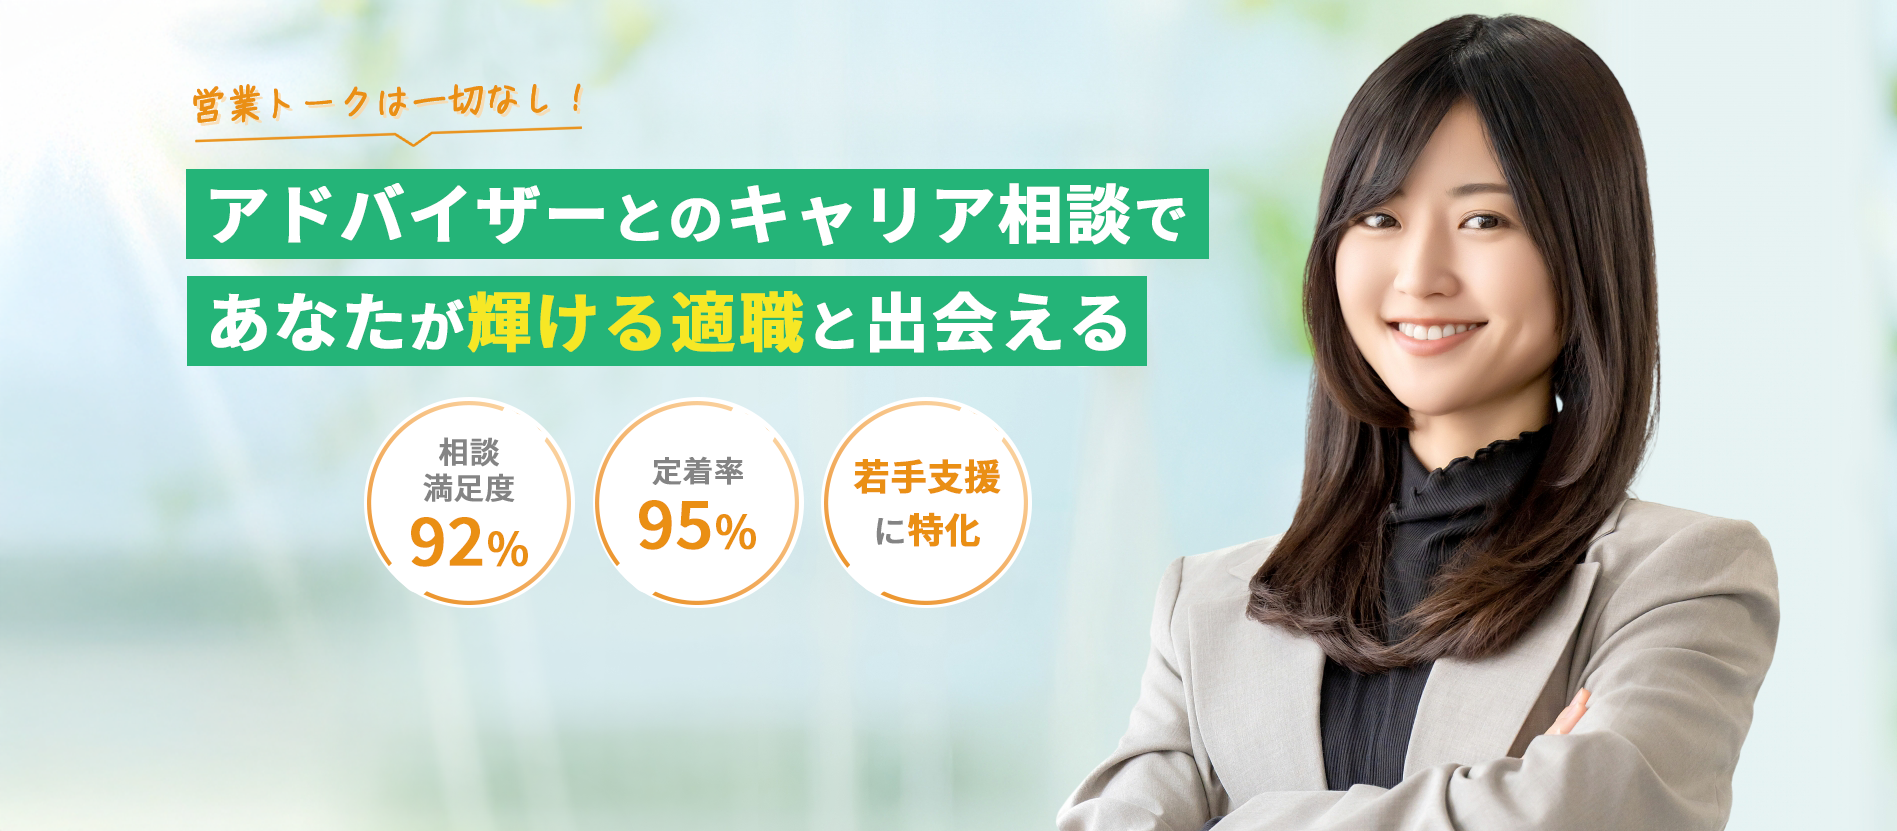 営業トークは一切なし！
アドバイザーとのキャリア相談で
あなたが輝ける適職と出会える
相談
満足度
92%
定着率
95%
若手支援
に特化